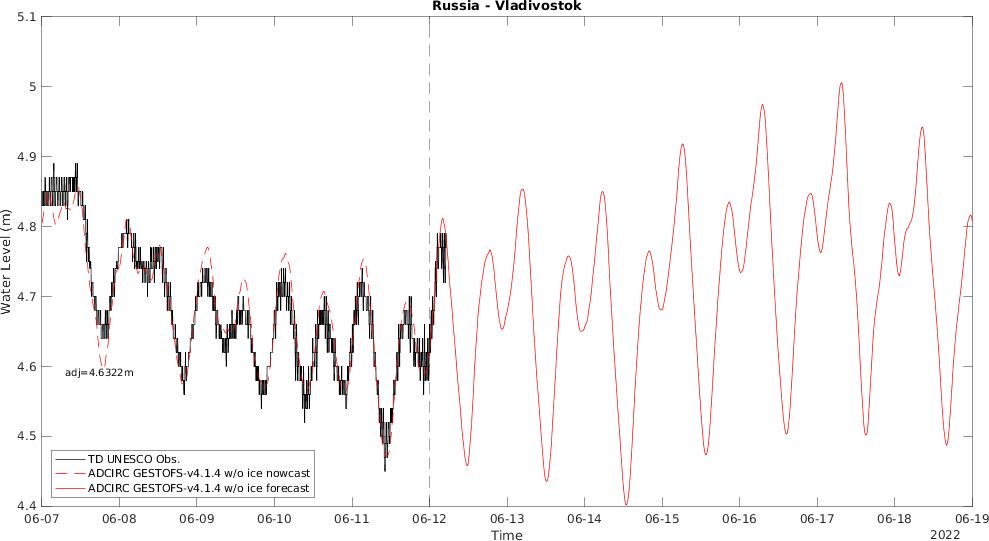 Russia - Vladivostok
5.1
5
4.9
4.8
4.7
4.6
4.5
4.4
Water Level (m)
adj=4.6322m
TD UNESCO Obs.
ADCIRC GESTOFS-v4.1.4 w/o ice nowcast
ADCIRC GESTOFS-v4.1.4 w/o ice forecast
06-07 06-08 06-09 06-10 06-11 06-12 06-13 06-14 06-15 06-16 06-17 06-18 06-19
Time
2022